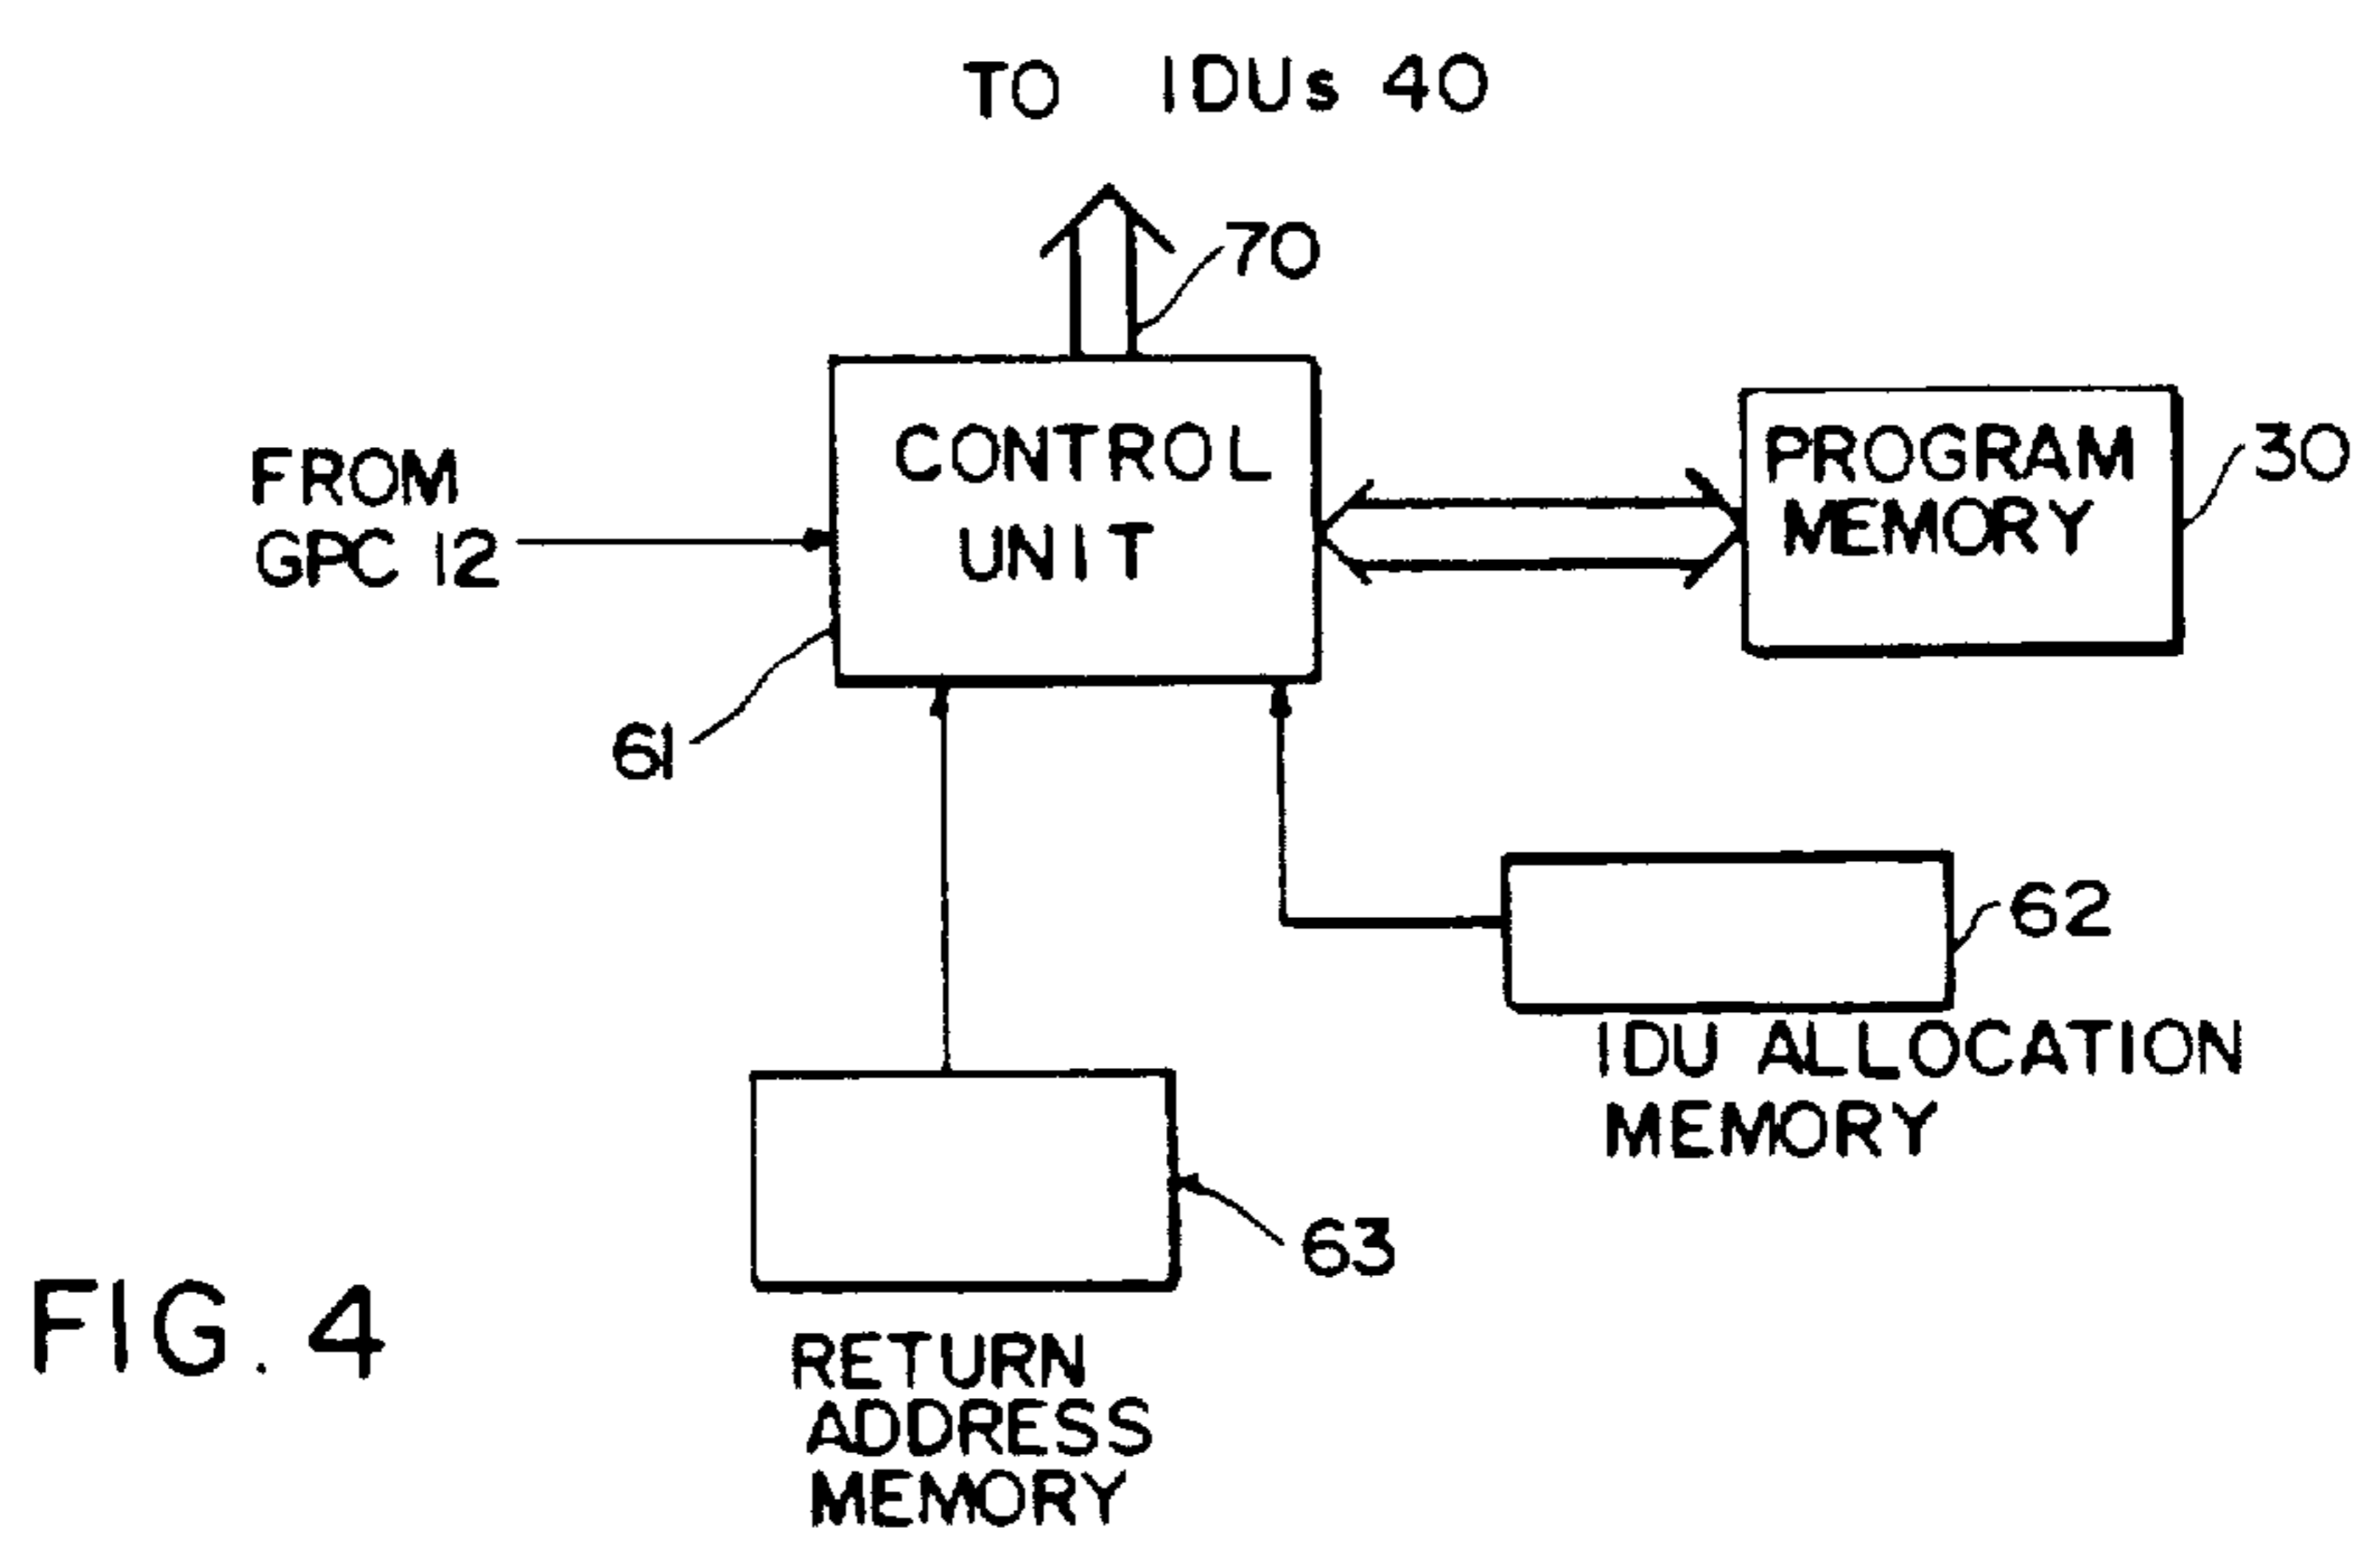 TO IDUs 40
70
CONTROL
UNIT
PROGRAM
MEMORY
30
FROM
GPC 12
61
62
IDU ALLOCATION
MEMORY
63
RETURN
ADDRESS
MEMORY
FIG. 4